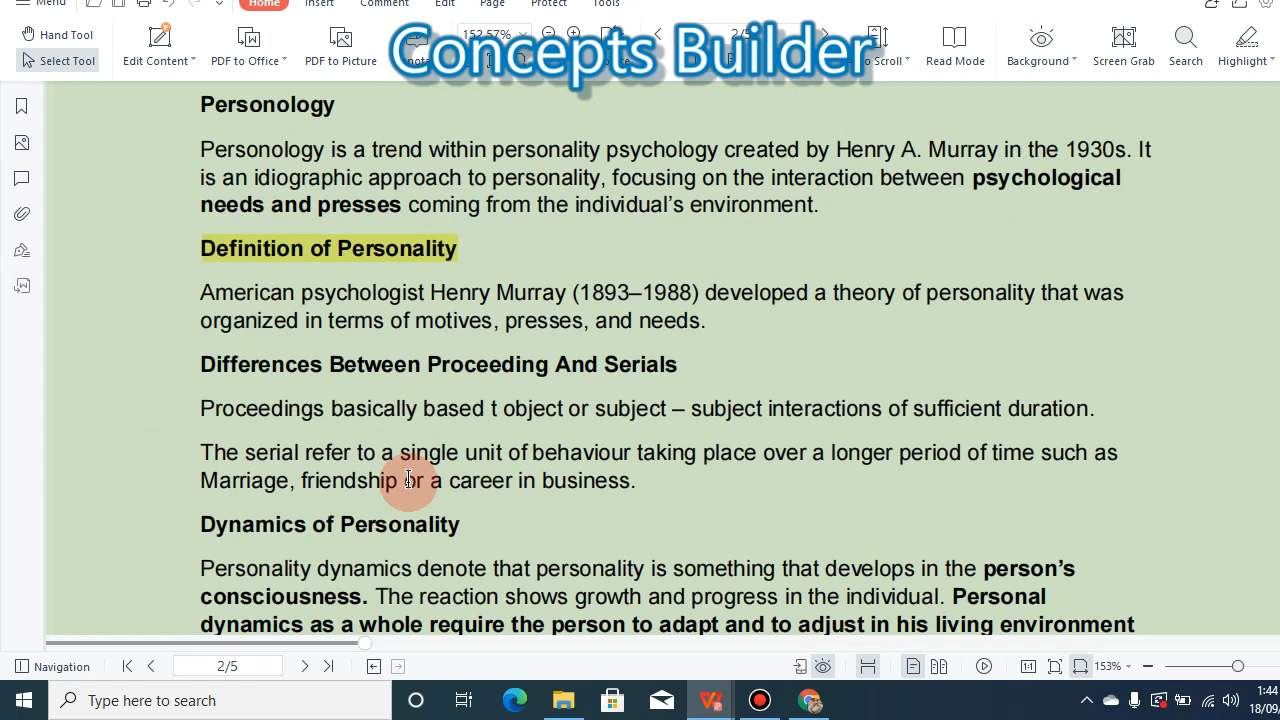 Menu Home Insert Comment Edit Page Protect Tools
Hand Tool 152.57% 2/5
Select Tool Edit Content PDF to Office PDF to Picture Scroll Read Mode Background Screen Grab Search Highlight
Concepts Builder
Personology
Personology is a trend within personality psychology created by Henry A. Murray in the 1930s. It
is an idiographic approach to personality, focusing on the interaction between psychological
needs and presses coming from the individual's environment.
Definition of Personality
American psychologist Henry Murray (1893–1988) developed a theory of personality that was
organized in terms of motives, presses, and needs.
Differences Between Proceeding And Serials
Proceedings basically based t object or subject – subject interactions of sufficient duration.
The serial refer to a single unit of behaviour taking place over a longer period of time such as
Marriage, friendship or a career in business.
Dynamics of Personality
Personality dynamics denote that personality is something that develops in the person's
consciousness. The reaction shows growth and progress in the individual. Personal
dynamics as a whole require the person to adapt and to adjust in his living environment
Navigation 2/5 1:1 153%
Type here to search 1:44
18/09/